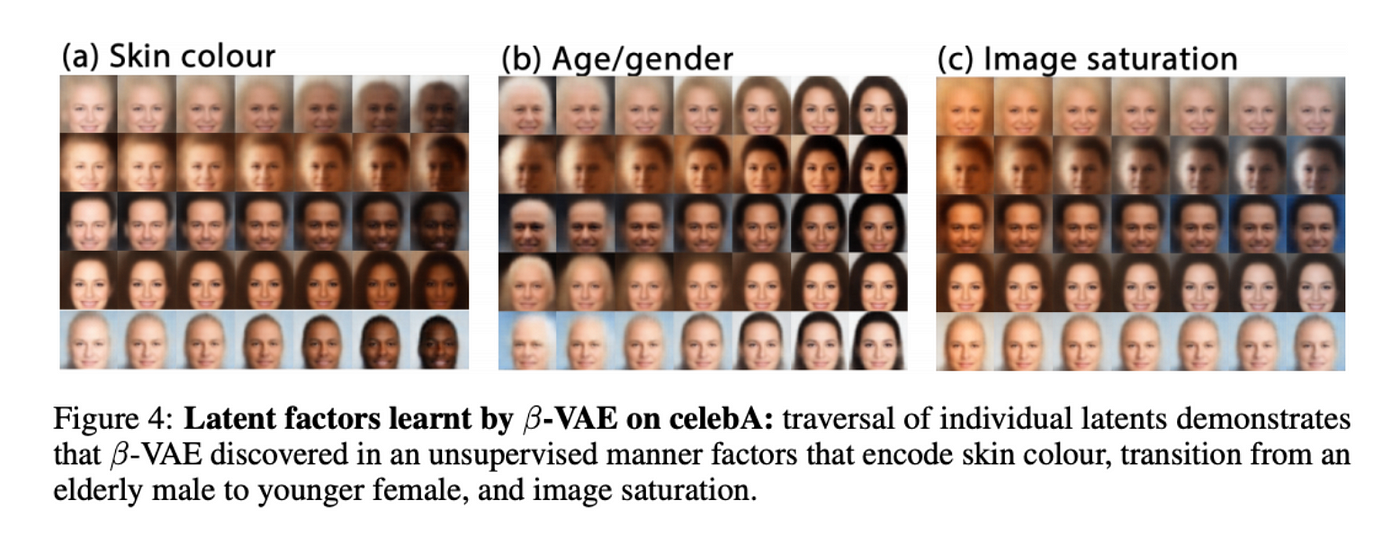 (a) Skin colour
(b) Age/gender
(c) Image saturation
Figure 4: Latent factors learnt by β-VAE on celebA: traversal of individual latents demonstrates
that β-VAE discovered in an unsupervised manner factors that encode skin colour, transition from an
elderly male to younger female, and image saturation.